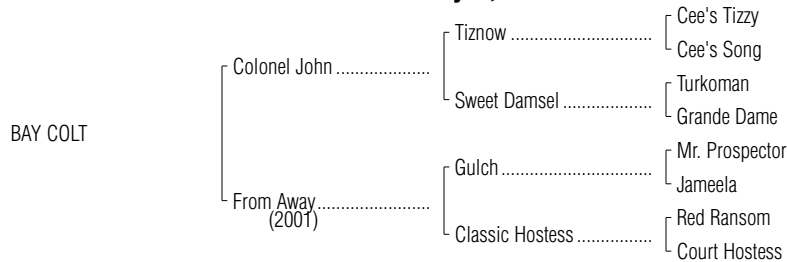 Cee's Tizzy
Tiznow ..............................
Cee's Song
Colonel John ....................
Turkoman
Sweet Damsel ...................
Grande Dame
BAY COLT
Mr. Prospector
Gulch................................
Jameela
From Away........................
(2001)
Red Ransom
Classic Hostess ................
Court Hostess